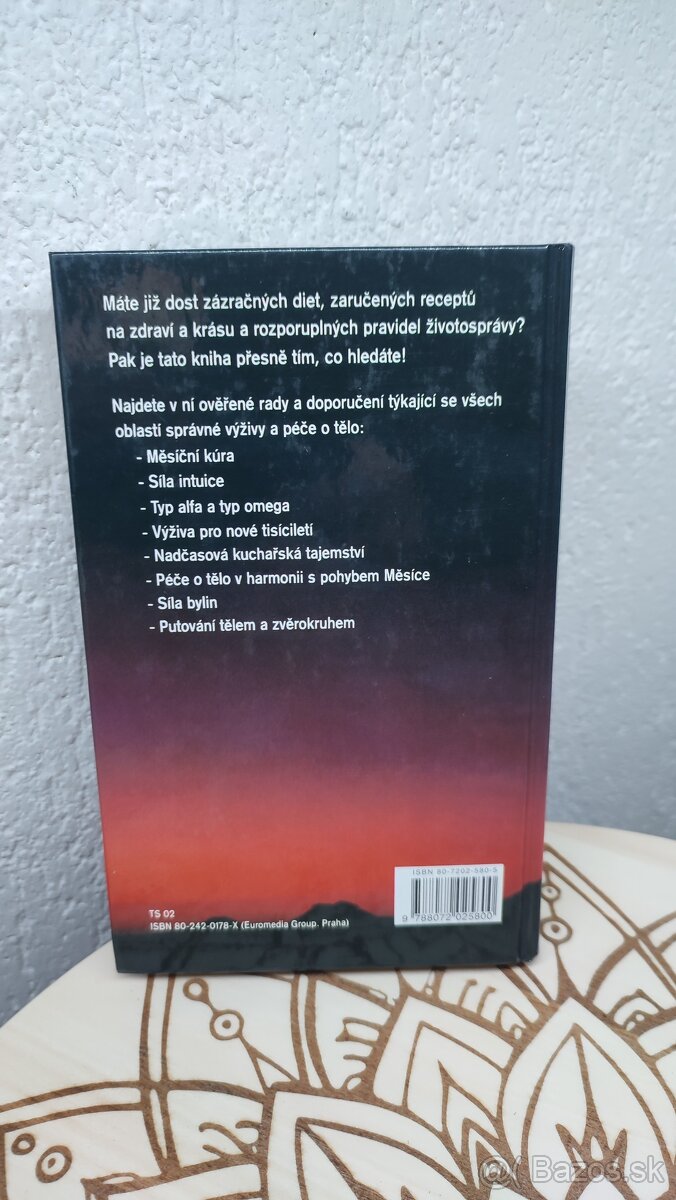 Máte již dost zázračných diet, zaručených receptů
na zdraví a krásu a rozporuplných pravidel životosprávy?
Pak je tato kniha přesně tím, co hledáte!
Najdete v ní ověřené rady a doporučení týkající se všech
oblastí správné výživy a péče o tělo:
- Měsíční kúra
- Síla intuice
- Typ alfa a typ omega
- Výživa pro nové tisíciletí
- Nadčasová kuchařská tajemství
- Péče o tělo v harmonii s pohybem Měsíce
- Síla bylin
- Putování tělem a zvěrokruhem
ISBN 80-7202-580-5
9 788072 025800
TS 02
ISBN 80-242-0178-X (Euromedia Group. Praha)
@ Bazos.sk